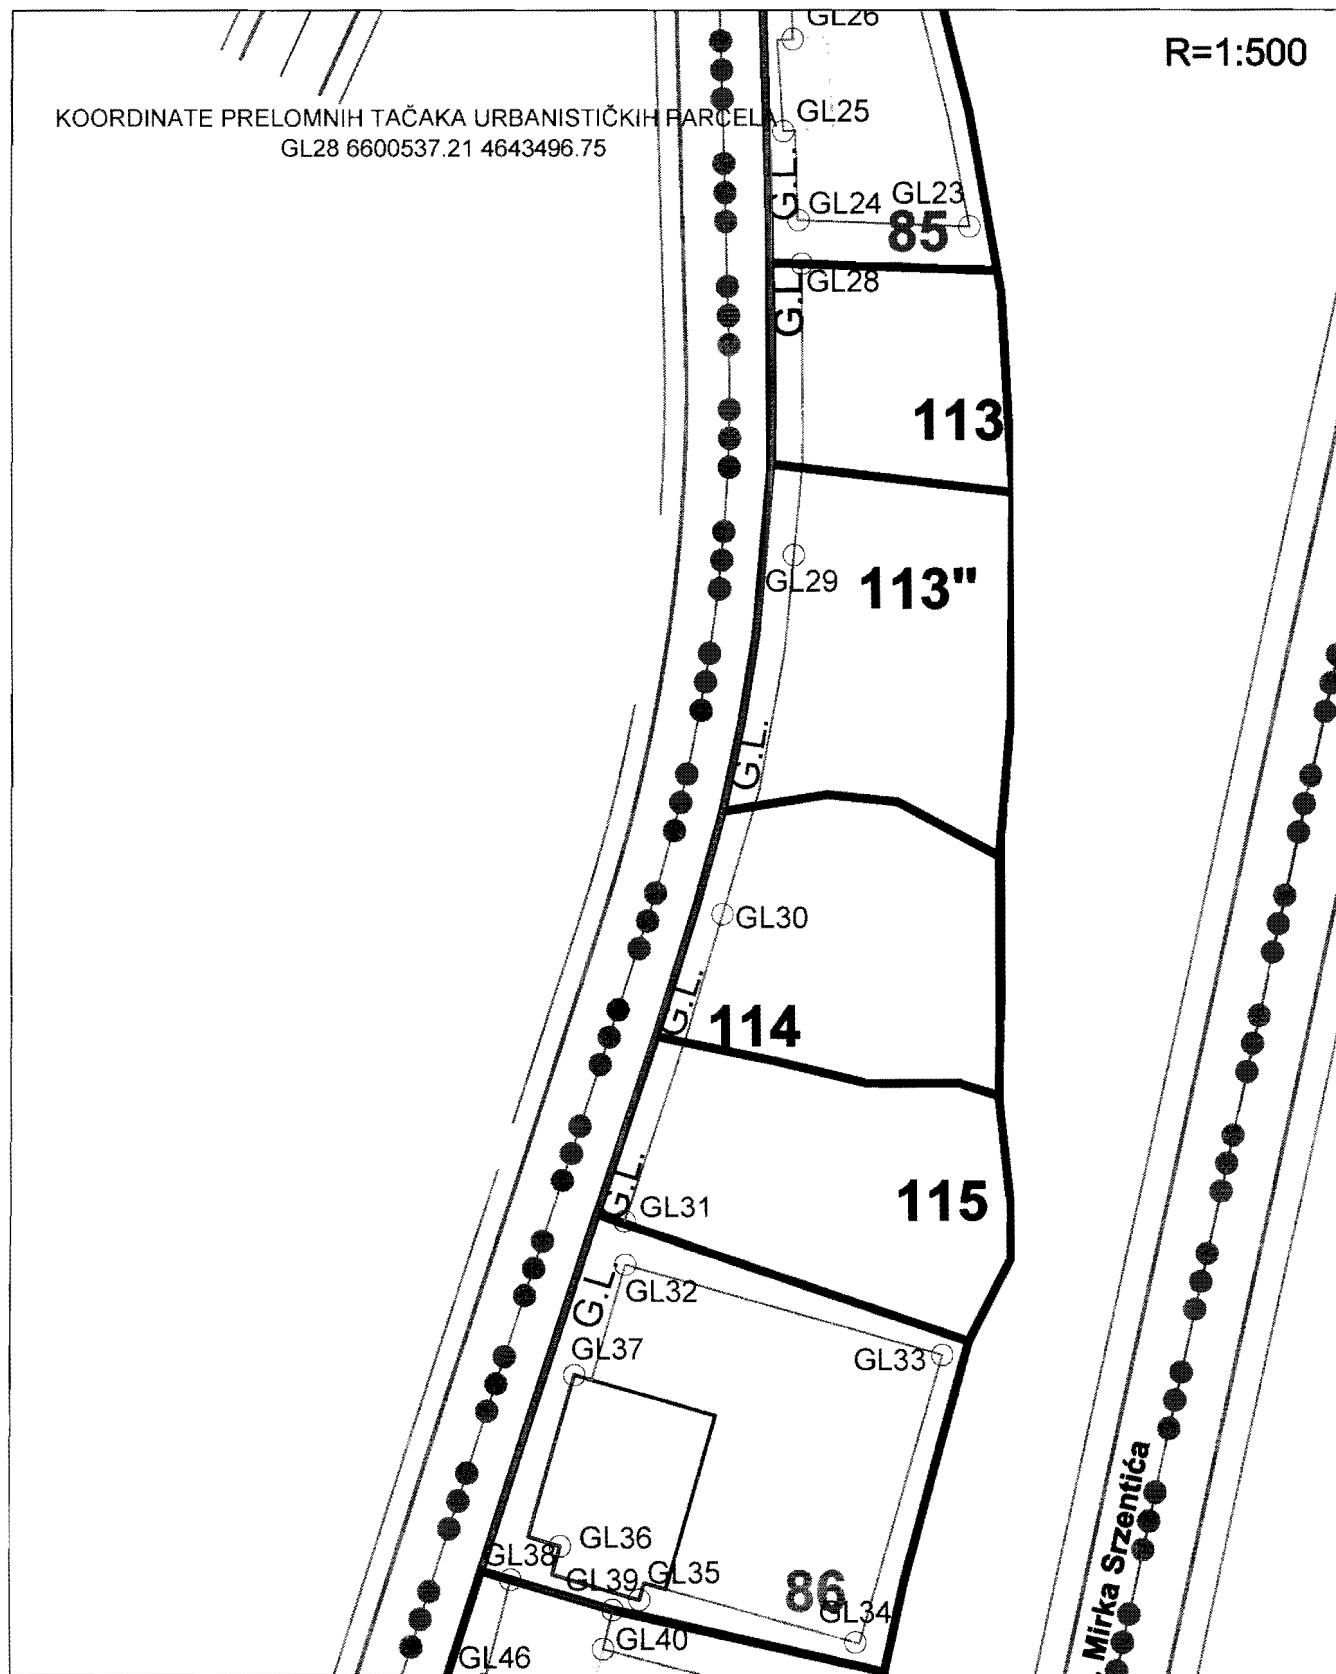 GL26
R=1:500
KOORDINATE PRELOMNIH TAČAKA URBANISTIČKIH PARCELA
GL28 6600537.21 4643496.75
GL25
G.L.
GL24
GL23
85
GL28
G.L.
113
GL29
113"
G.L.
GL30
G.L.
114
G.L.
GL31
115
G.L.
GL32
GL37
GL33
GL36
GL38
GL39
GL35
86
GL34
GL40
GL46
Mirka Srzentića